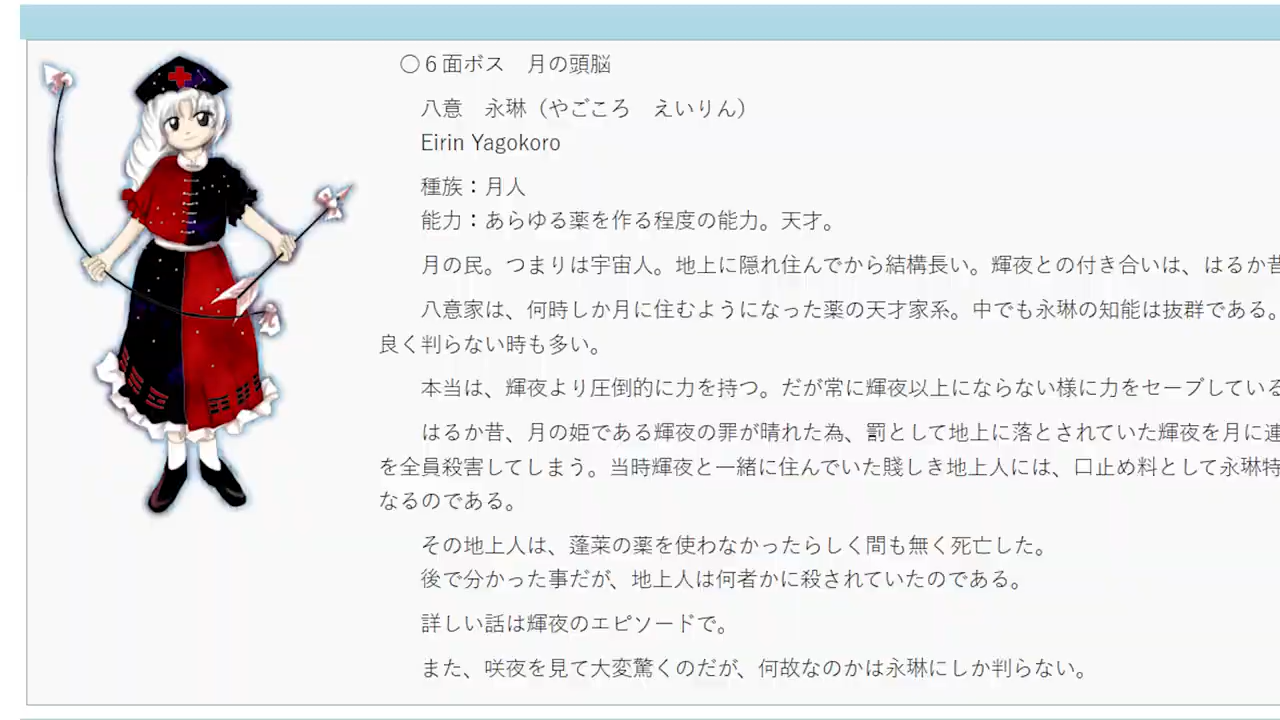 ○６面ボス　月の頭脳
八意　永琳（やごころ　えいりん）
Eirin Yagokoro
種族：月人
能力：あらゆる薬を作る程度の能力。天才。
月の民。つまりは宇宙人。地上に隠れ住んでから結構長い。輝夜との付き合いは、はるか昔
八意家は、何時しか月に住むようになった薬の天才家系。中でも永琳の知能は抜群である。
良く判らない時も多い。
本当は、輝夜より圧倒的に力を持つ。だが常に輝夜以上にならない様に力をセーブしている
はるか昔、月の姫である輝夜の罪が晴れた為、罰として地上に落とされていた輝夜を月に連
を全員殺害してしまう。当時輝夜と一緒に住んでいた賤しき地上人には、口止め料として永琳特
なるのである。
その地上人は、蓬莱の薬を使わなかったらしく間も無く死亡した。
後で分かった事だが、地上人は何者かに殺されていたのである。
詳しい話は輝夜のエピソードで。
また、咲夜を見て大変驚くのだが、何故なのかは永琳にしか判らない。